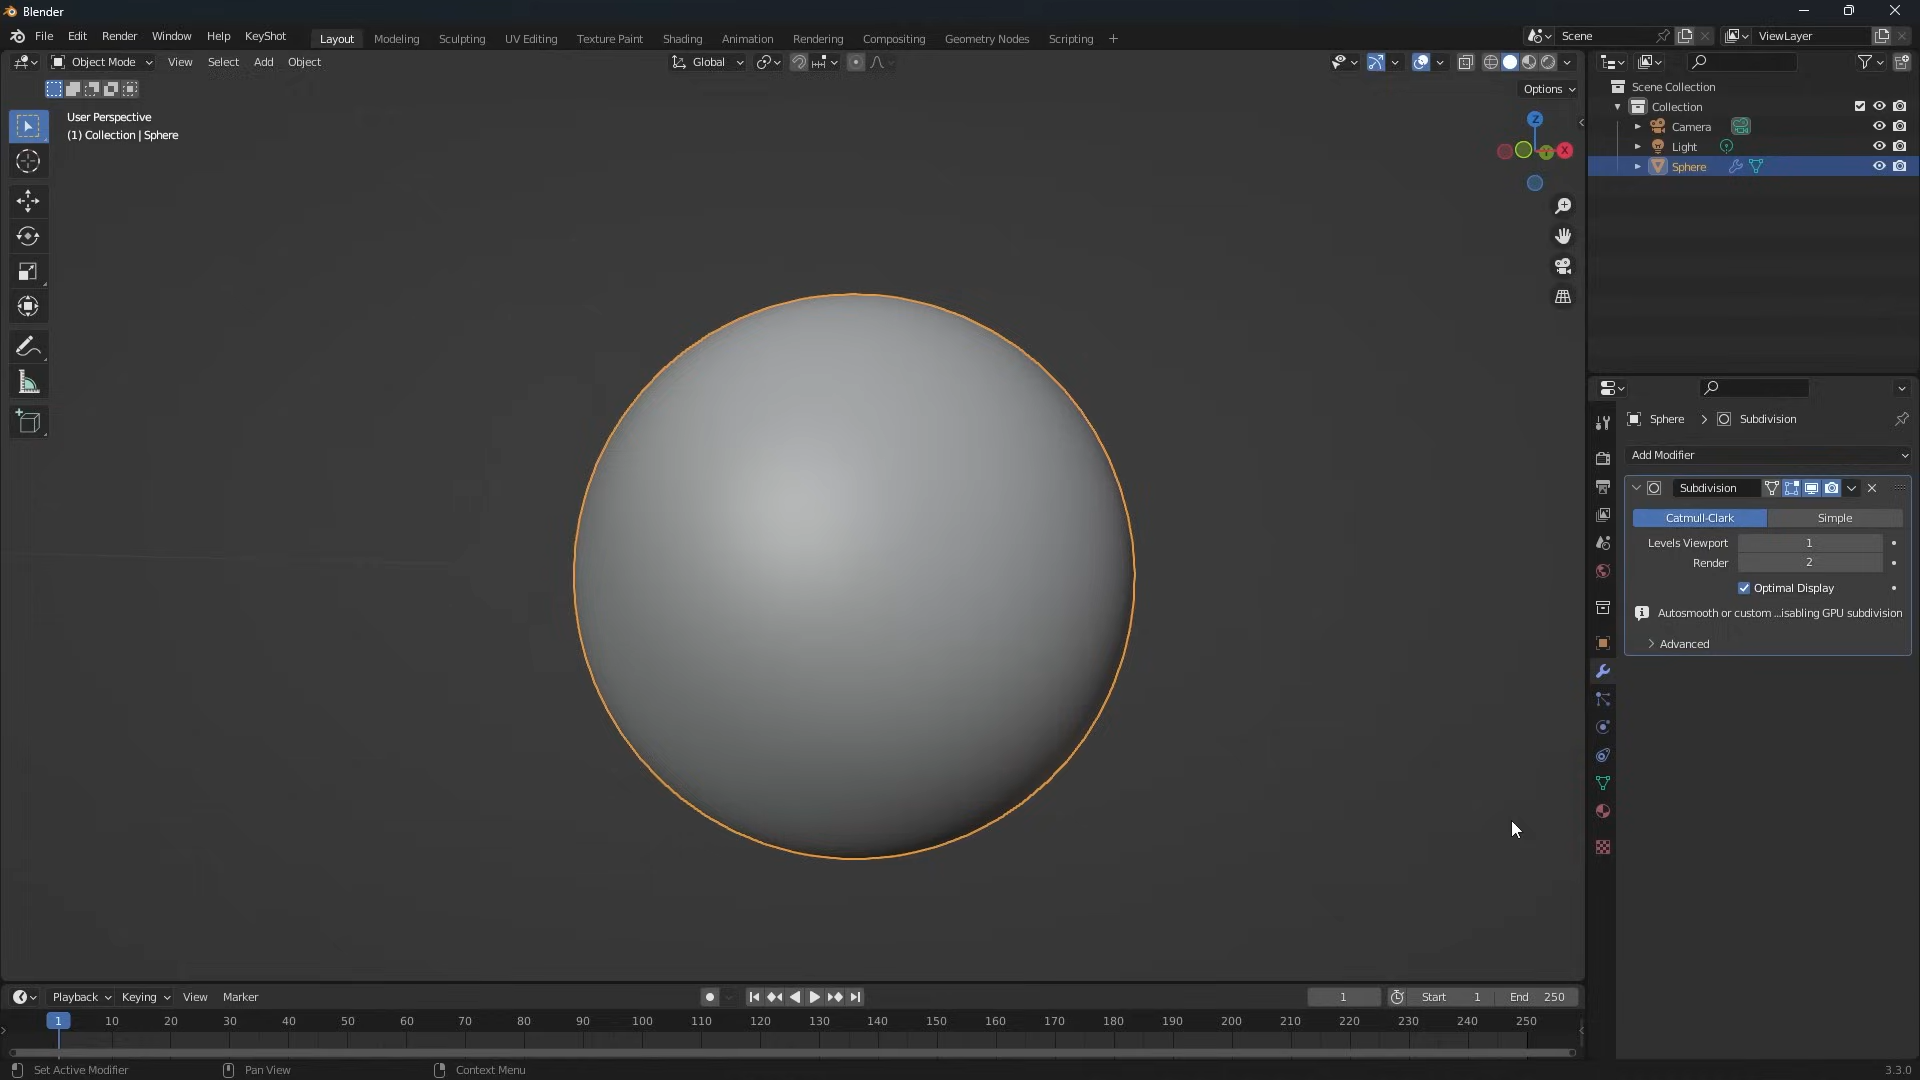 Blender
File Edit Render Window Help KeyShot Layout Modeling Sculpting UV Editing Texture Paint Shading Animation Rendering Compositing Geometry Nodes Scripting + Scene ViewLayer
Object Mode View Select Add Object Global
Options
User Perspective
(1) Collection | Sphere
Z
Y
X
Scene Collection
Collection
Camera
Light
Sphere
Sphere > Subdivision
Add Modifier
Subdivision
Catmull-Clark Simple
Levels Viewport 1
Render 2
Optimal Display
Autosmooth or custom ...isabling GPU subdivision
Advanced
Playback Keying View Marker 1 Start 1 End 250
1 10 20 30 40 50 60 70 80 90 100 110 120 130 140 150 160 170 180 190 200 210 220 230 240 250
Set Active Modifier Pan View Context Menu 3.3.0